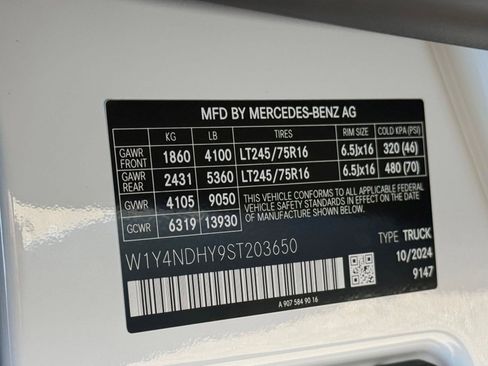 MFD BY MERCEDES-BENZ AG
KG LB TIRES RIM SIZE COLD KPA (PSI)
GAWR FRONT 1860 4100 LT245/75R16 6.5Jx16 320 (46)
GAWR REAR 2431 5360 LT245/75R16 6.5Jx16 480 (70)
GVWR 4105 9050 THIS VEHICLE CONFORMS TO ALL APPLICABLE FEDERAL
GCWR 6319 13930 VEHICLE SAFETY STANDARDS IN EFFECT ON THE DATE OF
MANUFACTURE SHOWN ABOVE.
W1Y4NDHY9ST203650
TYPE TRUCK
10/2024
9147
A 907 584 90 16